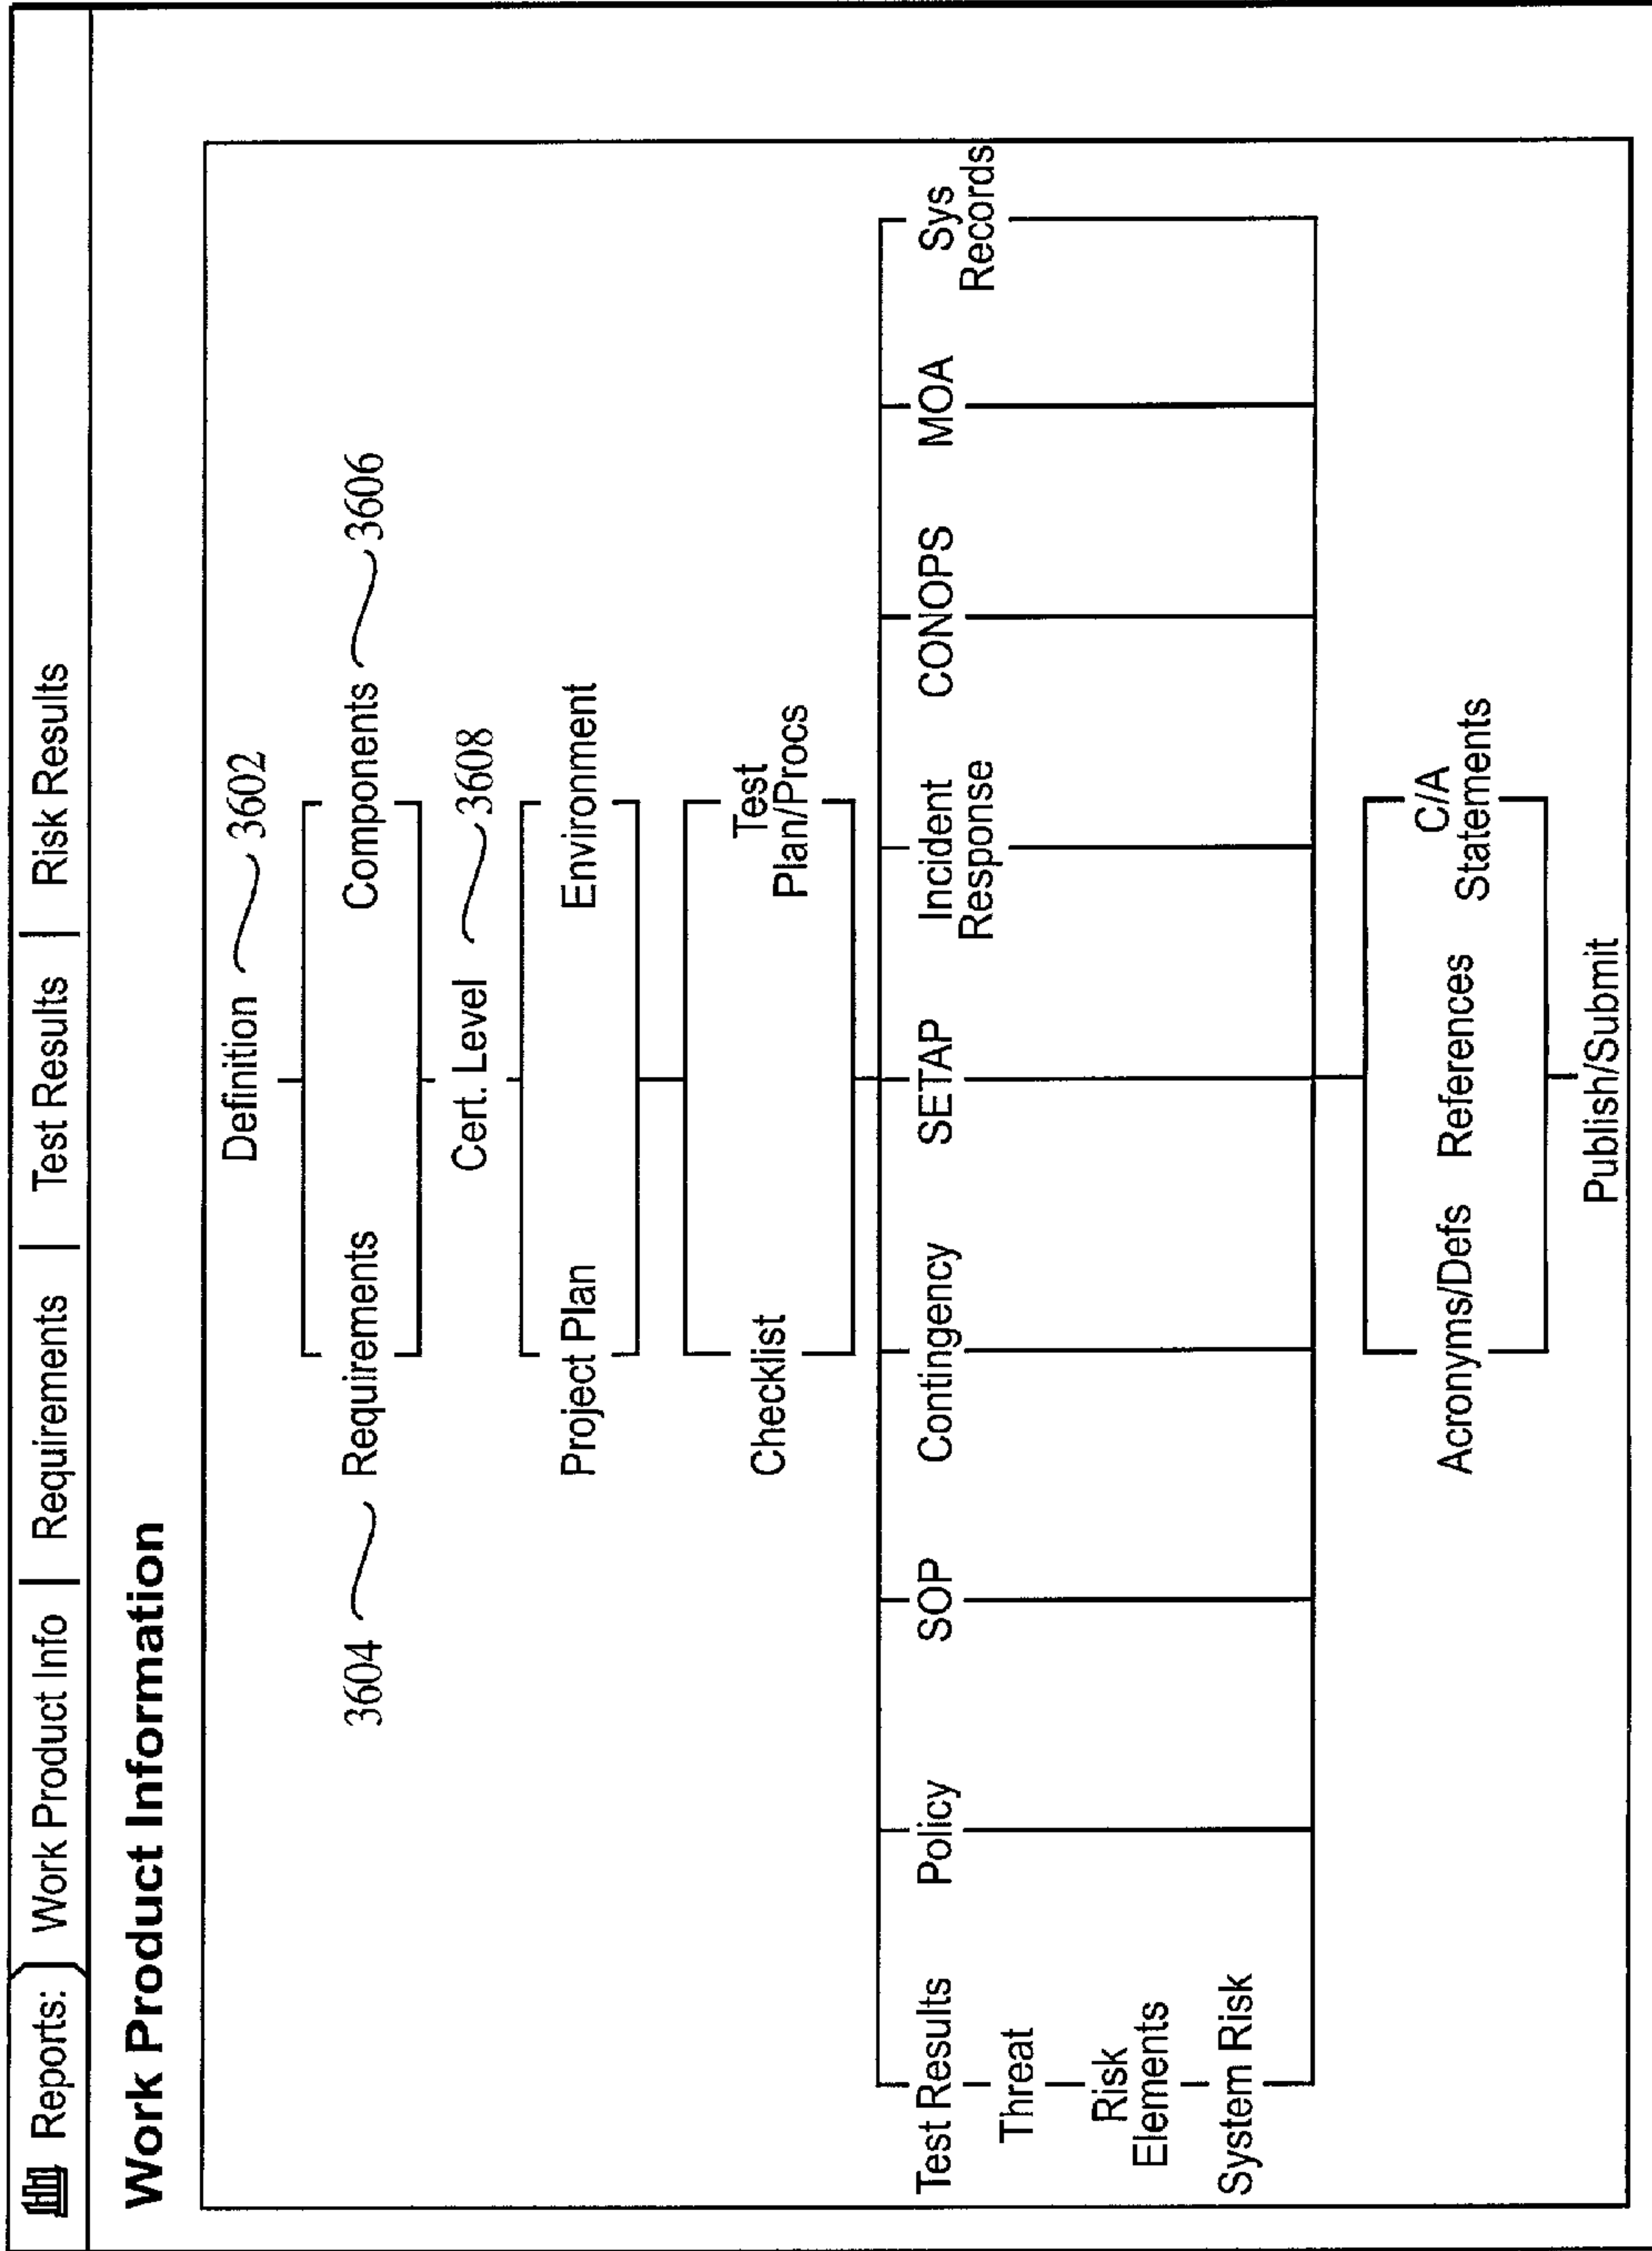 Reports: Work Product Info | Requirements | Test Results | Risk Results
Work Product Information
Definition 3602
3604 Requirements Components 3606
Cert. Level 3608
Project Plan Environment
Checklist Test
Plan/Procs
Test Results Policy SOP Contingency SETAP Incident
Response CONOPS MOA Sys
Records
Threat
Risk
Elements
System Risk
Acronyms/Defs References C/A
Statements
Publish/Submit